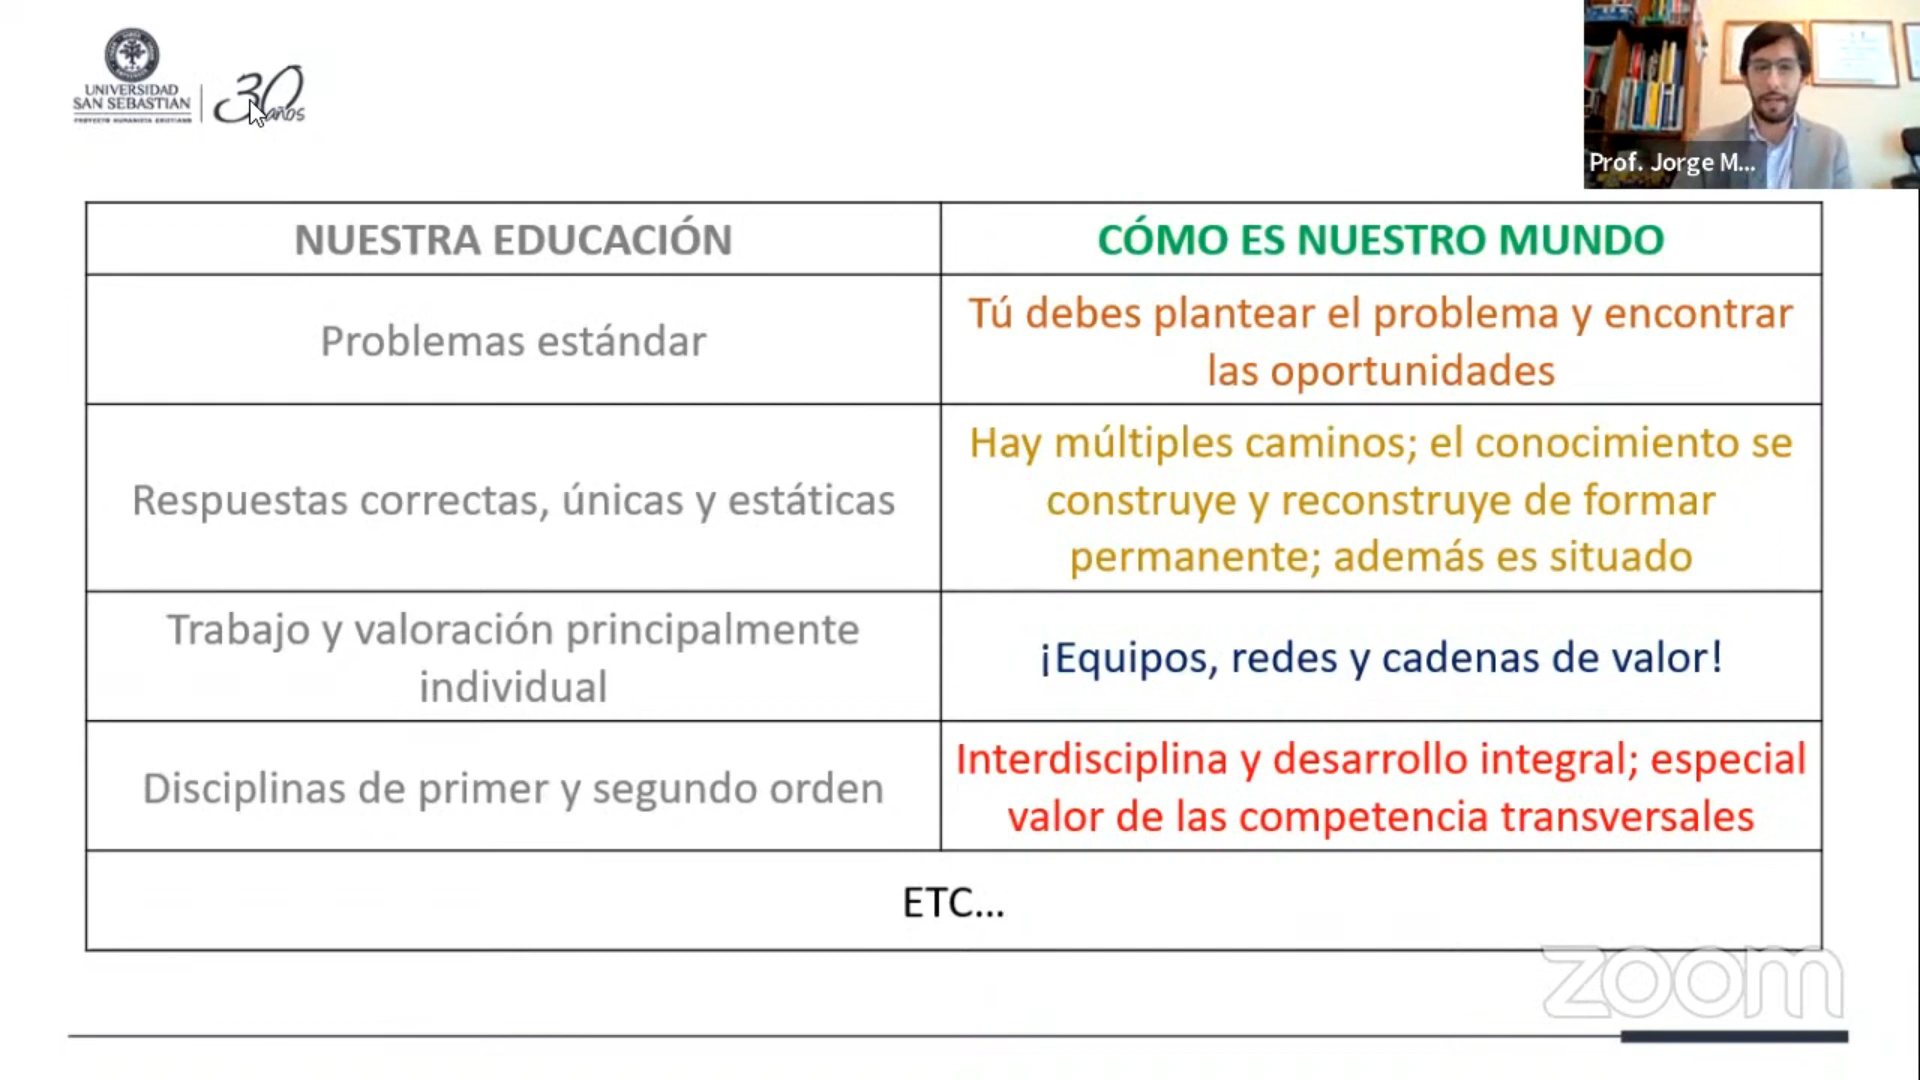 UNIVERSIDAD
SAN SEBASTIAN
PROYECTO HUMANISTA CRISTIANO
30 años
Prof. Jorge M...
NUESTRA EDUCACIÓN
CÓMO ES NUESTRO MUNDO
Problemas estándar
Tú debes plantear el problema y encontrar
las oportunidades
Respuestas correctas, únicas y estáticas
Hay múltiples caminos; el conocimiento se
construye y reconstruye de formar
permanente; además es situado
Trabajo y valoración principalmente
individual
¡Equipos, redes y cadenas de valor!
Disciplinas de primer y segundo orden
Interdisciplina y desarrollo integral; especial
valor de las competencia transversales
ETC...
zoom